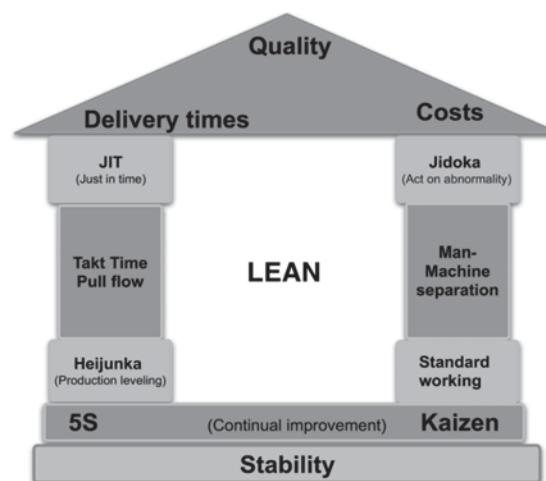 Quality
Delivery times
Costs
JIT
(Just in time)
Jidoka
(Act on abnormality)
Takt Time
Pull flow
LEAN
Man-
Machine
separation
Heijunka
(Production leveling)
Standard
working
5S (Continual improvement) Kaizen
Stability